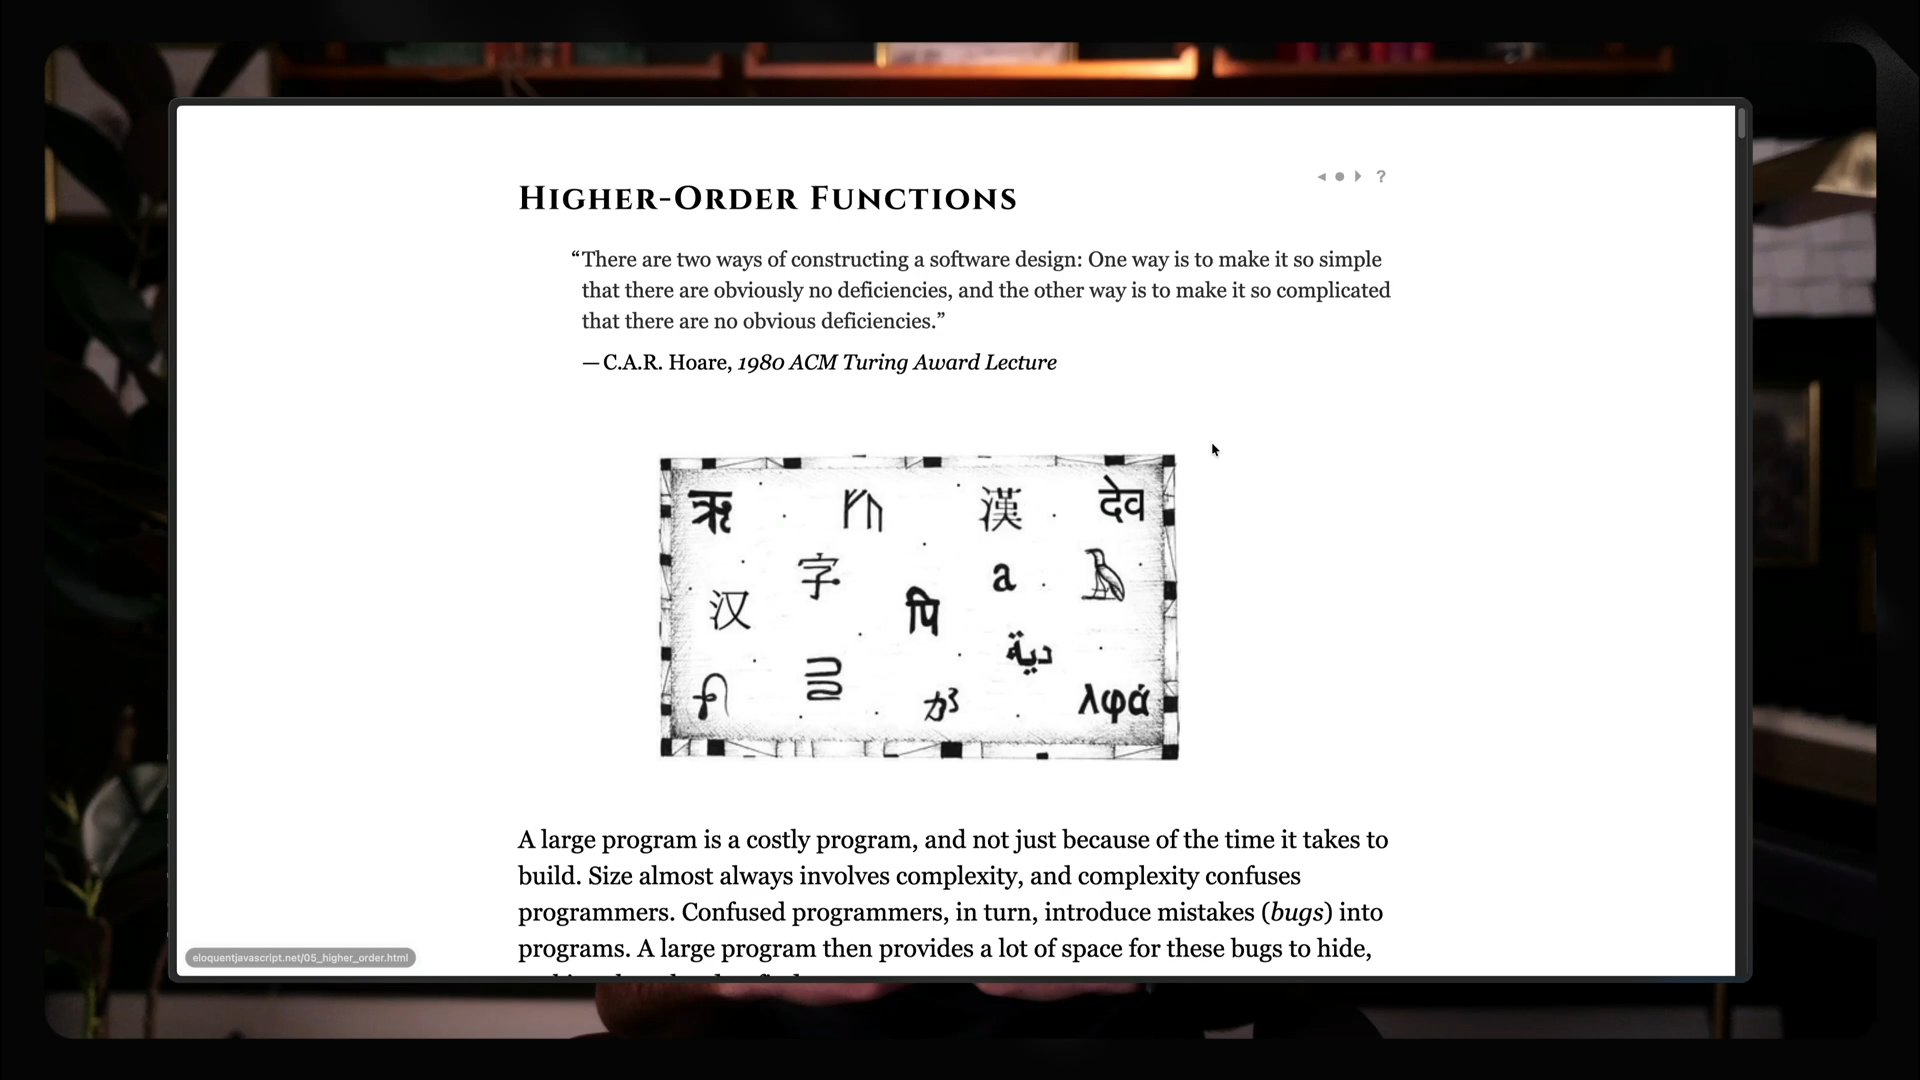 ?
Higher-Order Functions
“There are two ways of constructing a software design: One way is to make it so simple
that there are obviously no deficiencies, and the other way is to make it so complicated
that there are no obvious deficiencies.”
— C.A.R. Hoare, 1980 ACM Turing Award Lecture
ऋ ᚠᚢ 漢 देव
字 a
汉 पि
دية
が λφά
A large program is a costly program, and not just because of the time it takes to
build. Size almost always involves complexity, and complexity confuses
programmers. Confused programmers, in turn, introduce mistakes (bugs) into
programs. A large program then provides a lot of space for these bugs to hide,
eloquentjavascript.net/05_higher_order.html